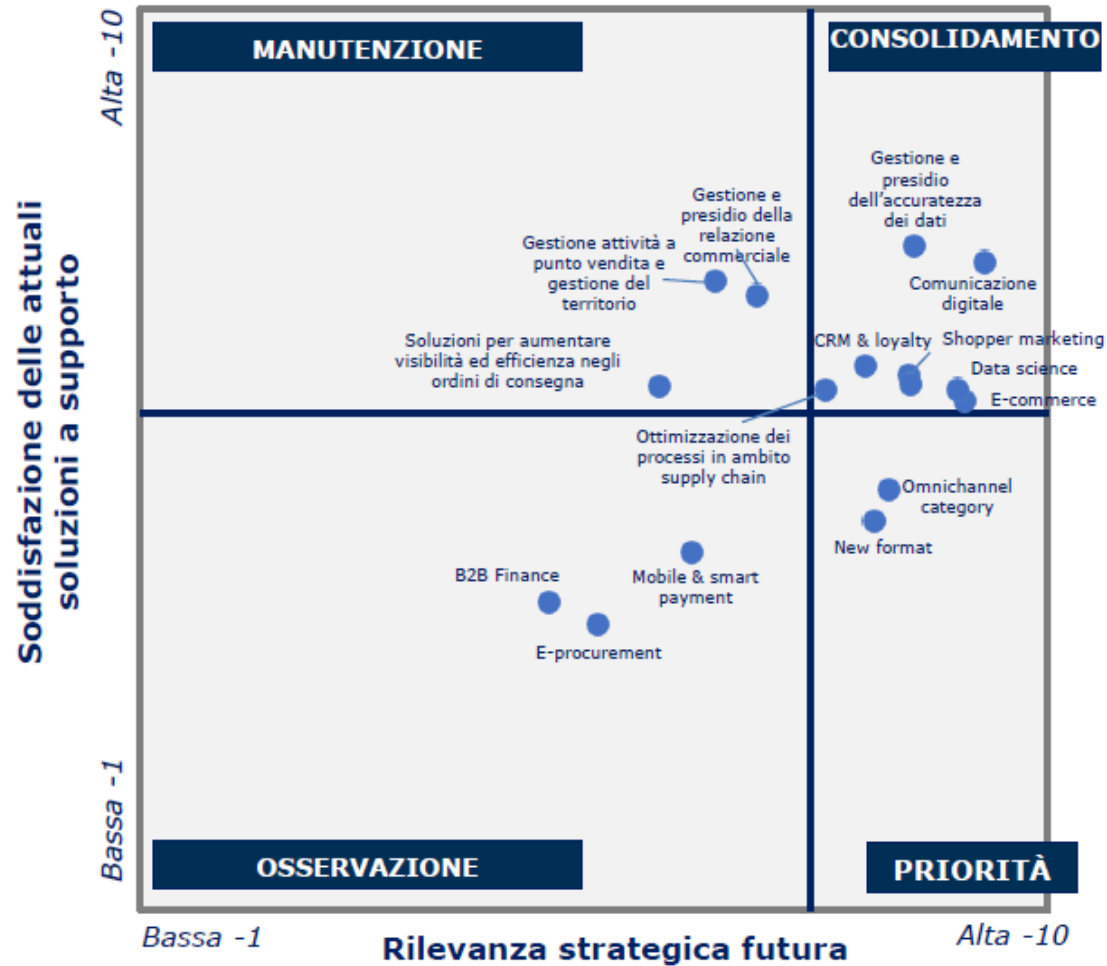 Alta -10
Soddisfazione delle attuali
soluzioni a supporto
Bassa -1
MANUTENZIONE
CONSOLIDAMENTO
Gestione e
presidio
dell'accuratezza
dei dati
Gestione e
presidio della
relazione
commerciale
Gestione attività a
punto vendita e
gestione del
territorio
Comunicazione
digitale
Soluzioni per aumentare
visibilità ed efficienza negli
ordini di consegna
CRM & loyalty
Shopper marketing
Data science
E-commerce
Ottimizzazione dei
processi in ambito
supply chain
Omnichannel
category
New format
B2B Finance
Mobile & smart
payment
E-procurement
OSSERVAZIONE
PRIORITÀ
Bassa -1
Rilevanza strategica futura
Alta -10